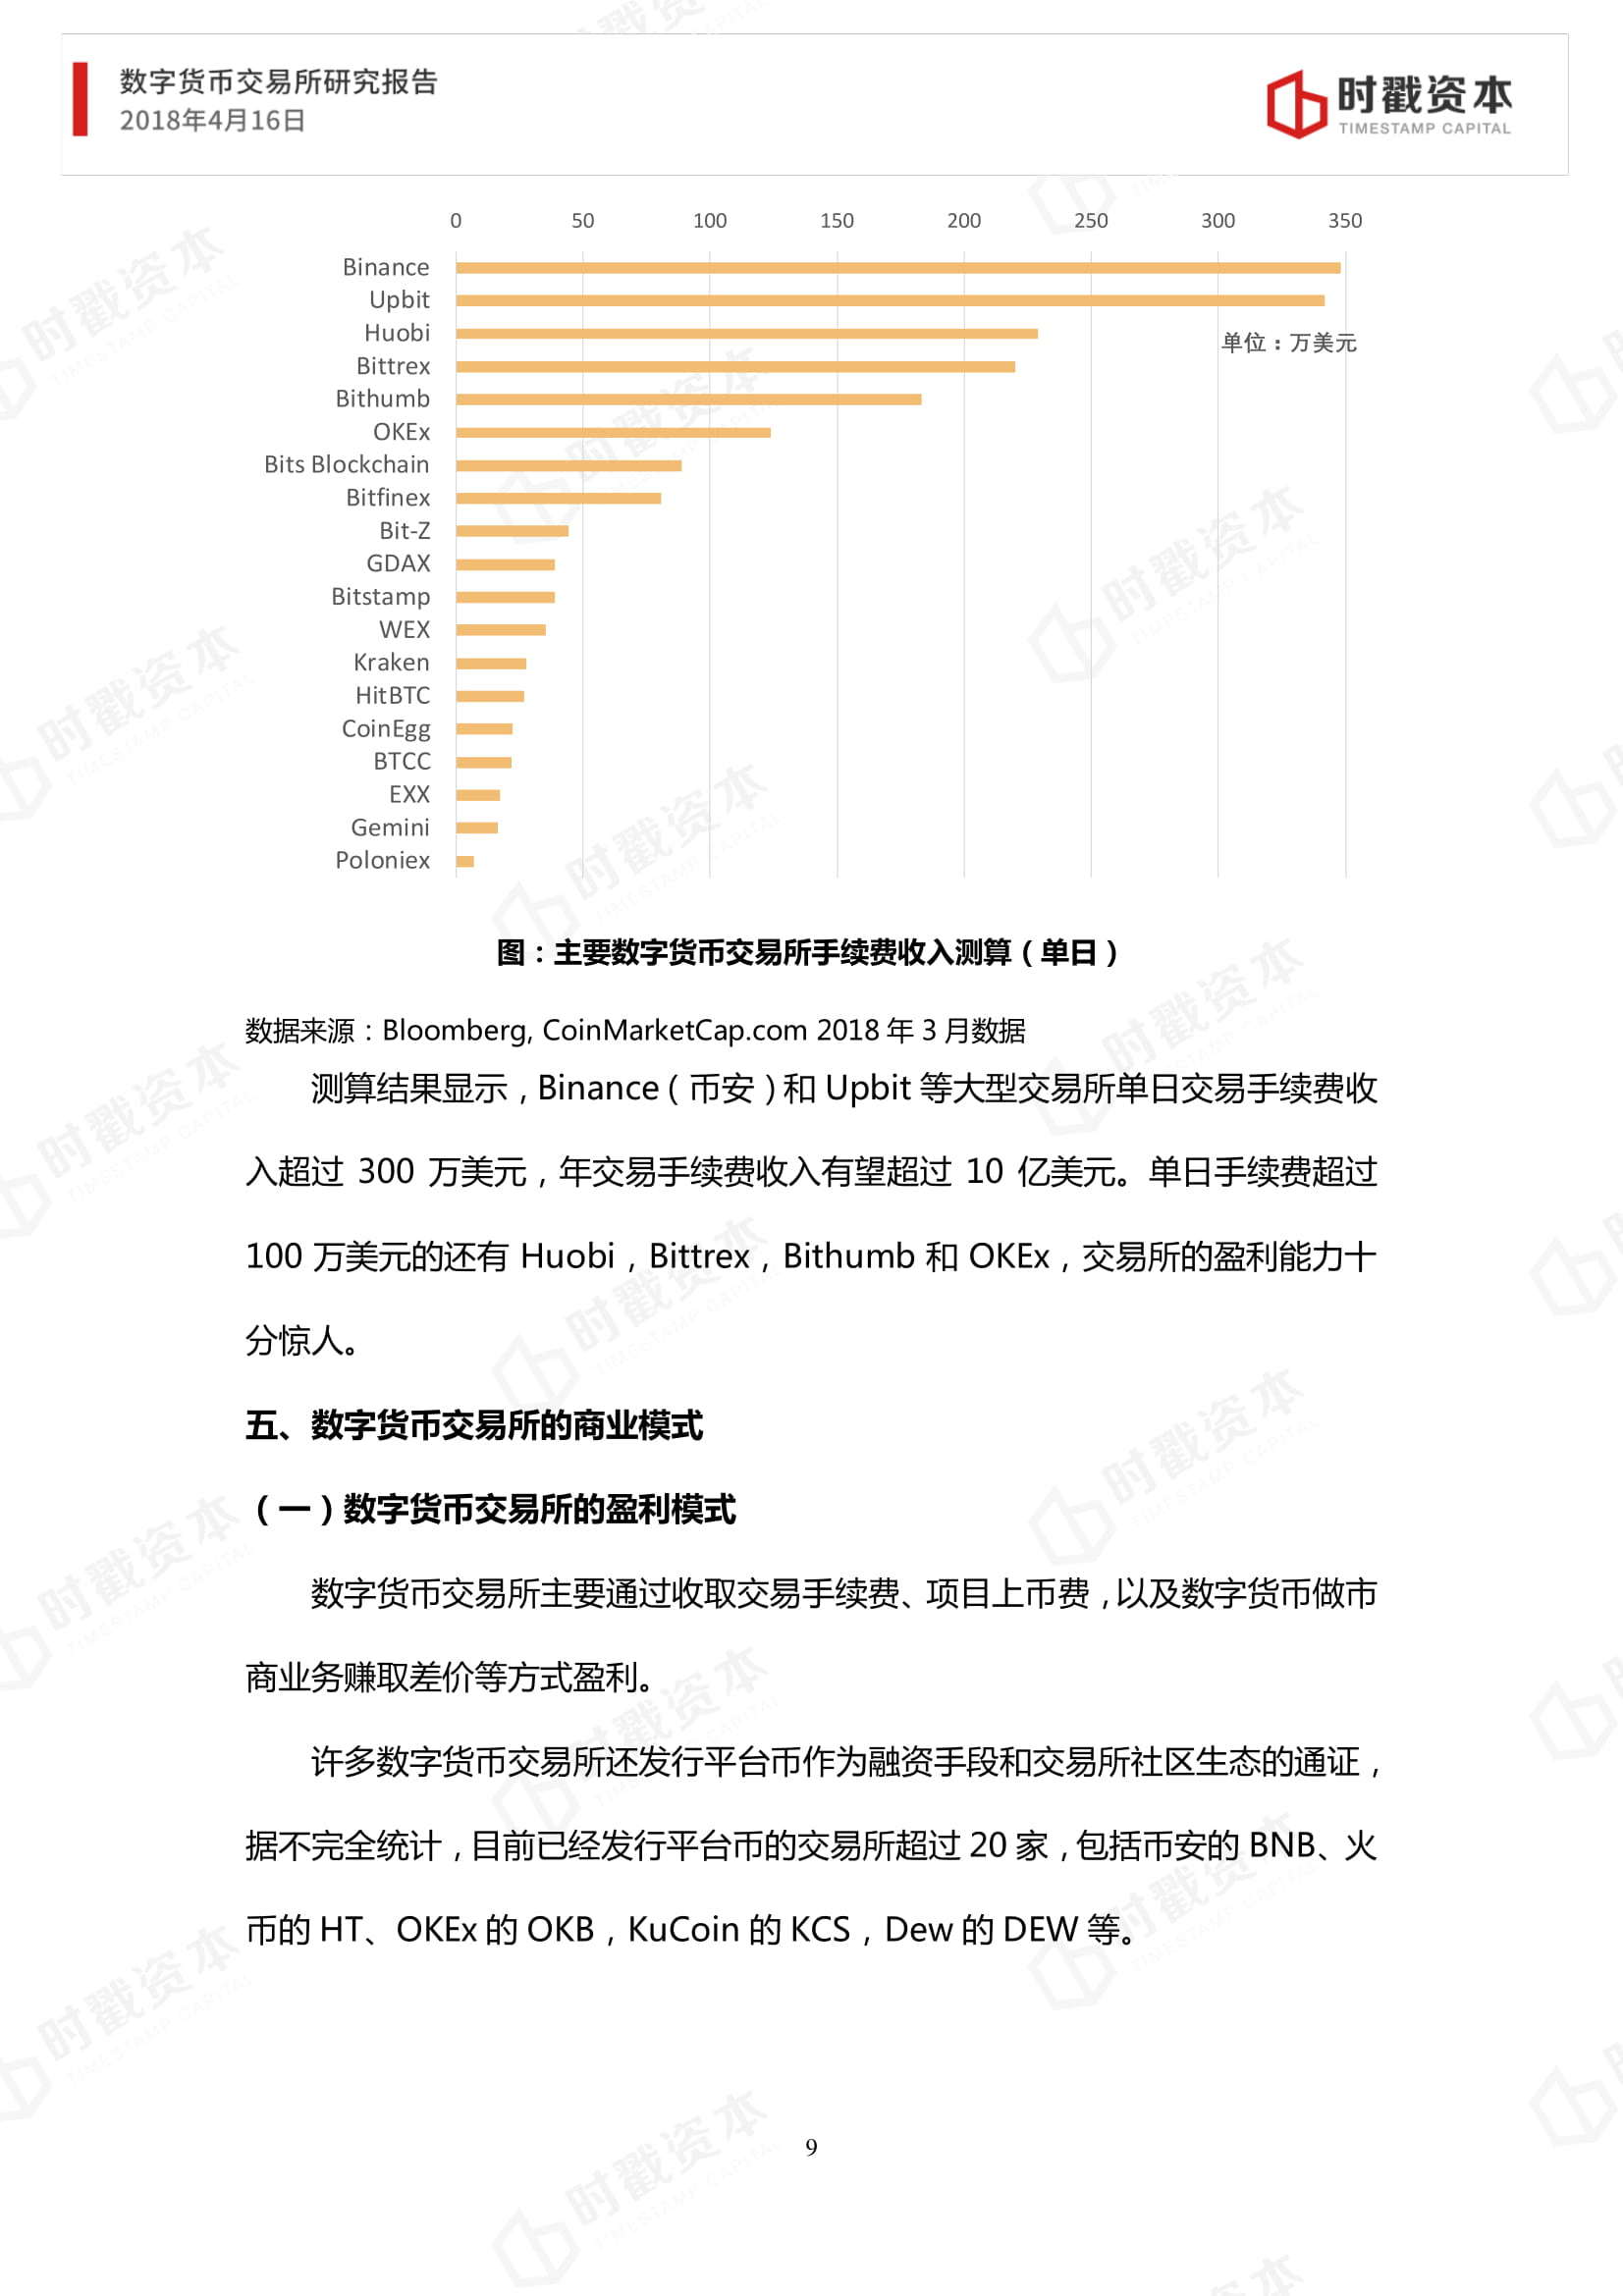 数字货币交易所研究报告
2018年4月16日
时戳资本
TIMESTAMP CAPITAL
0 50 100 150 200 250 300 350
Binance
Upbit
Huobi
单位：万美元
Bittrex
Bithumb
OKEx
Bits Blockchain
Bitfinex
Bit-Z
GDAX
Bitstamp
WEX
Kraken
HitBTC
CoinEgg
BTCC
EXX
Gemini
Poloniex
图：主要数字货币交易所手续费收入测算（单日）
数据来源：Bloomberg, CoinMarketCap.com 2018 年 3 月数据
测算结果显示，Binance（币安）和 Upbit 等大型交易所单日交易手续费收
入超过 300 万美元，年交易手续费收入有望超过 10 亿美元。单日手续费超过
100 万美元的还有 Huobi，Bittrex，Bithumb 和 OKEx，交易所的盈利能力十
分惊人。
五、数字货币交易所的商业模式
（一）数字货币交易所的盈利模式
数字货币交易所主要通过收取交易手续费、项目上币费，以及数字货币做市
商业务赚取差价等方式盈利。
许多数字货币交易所还发行平台币作为融资手段和交易所社区生态的通证，
据不完全统计，目前已经发行平台币的交易所超过 20 家，包括币安的 BNB、火
币的 HT、OKEx 的 OKB，KuCoin 的 KCS，Dew 的 DEW 等。
9